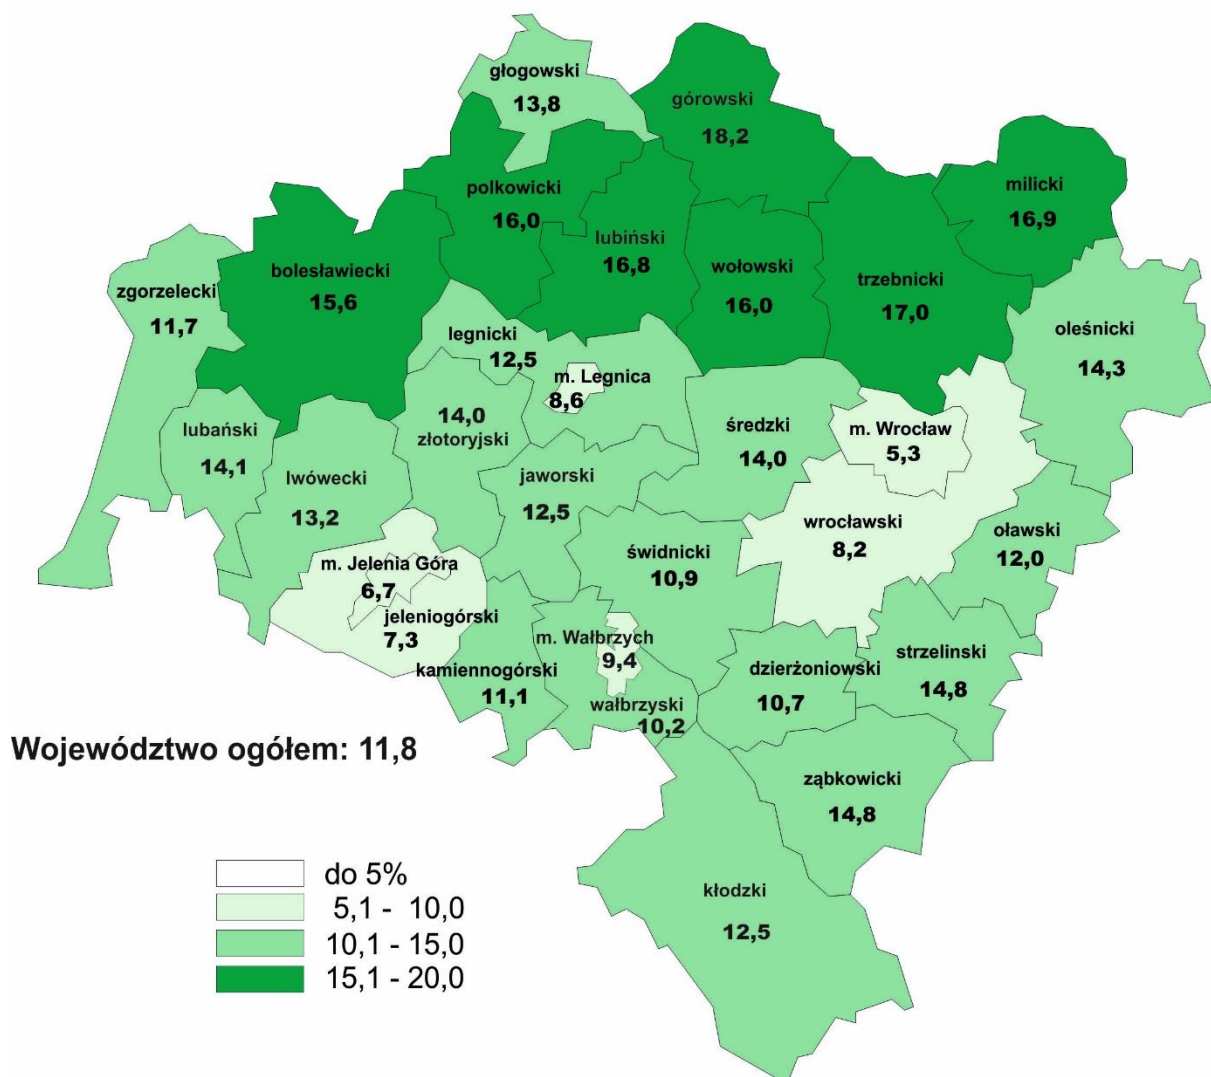 głogowski
13,8
górowski
18,2
polkowicki
16,0
milicki
16,9
lubiński
16,8
wołowski
16,0
trzebnicki
17,0
bolesławiecki
15,6
zgorzelecki
11,7
oleśnicki
14,3
legnicki
12,5
m. Legnica
8,6
14,0
złotoryjski
lubański
14,1
średzki
14,0
m. Wrocław
5,3
lwówecki
13,2
jaworski
12,5
wrocławski
8,2
oławski
12,0
świdnicki
10,9
m. Jelenia Góra
6,7
jeleniogórski
7,3
m. Wałbrych
9,4
kamiennogórski
11,1
wałbrzyski
10,2
dzierżoniowski
10,7
strzelinski
14,8
Województwo ogółem: 11,8
ząbkowicki
14,8
kłodzki
12,5
do 5%
5,1 - 10,0
10,1 - 15,0
15,1 - 20,0